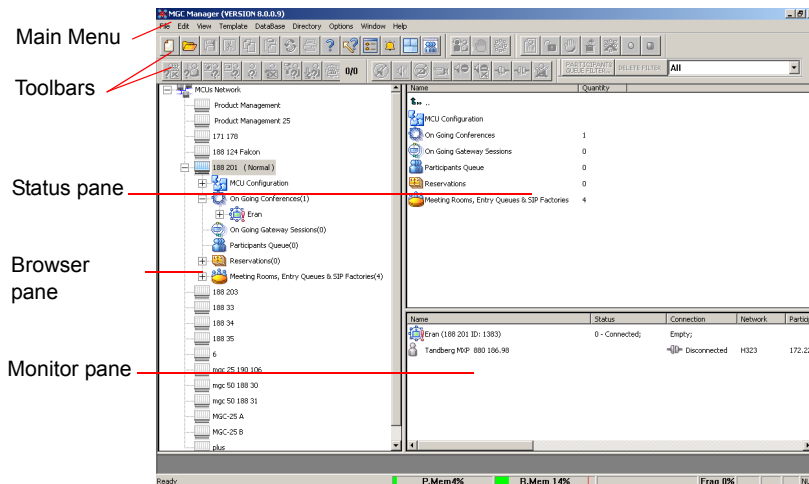 MGC Manager (VERSION 8.0.0.9)
File Edit View Template DataBase Directory Options Window Help
Main Menu
Toolbars
0/0
PARTICIPANTS QUEUE FILTER..
DELETE FILTER
All
MCUs Network
Product Management
Product Management 25
171 178
188 124 Falcon
188 201 (Normal)
MCU Configuration
On Going Conferences(1)
Eran
On Going Gateway Sessions(0)
Participants Queue(0)
Reservations(0)
Meeting Rooms, Entry Queues & SIP Factories(4)
188 203
188 33
188 34
188 35
6
mgc 25 190 106
mgc 50 188 30
mgc 50 188 31
MGC-25 A
MGC-25 B
plus
Status pane
Browser
pane
Monitor pane
Name Quantity
..
MCU Configuration
On Going Conferences 1
On Going Gateway Sessions 0
Participants Queue 0
Reservations 0
Meeting Rooms, Entry Queues & SIP Factories 4
Name Status Connection Network Partici
Eran (188 201 ID: 1383) 0 - Connected; Empty;
Tandberg MXP 880 186.98 Disconnected H323 172.22
Ready P.Mem4% B.Mem 14% Frag 0%